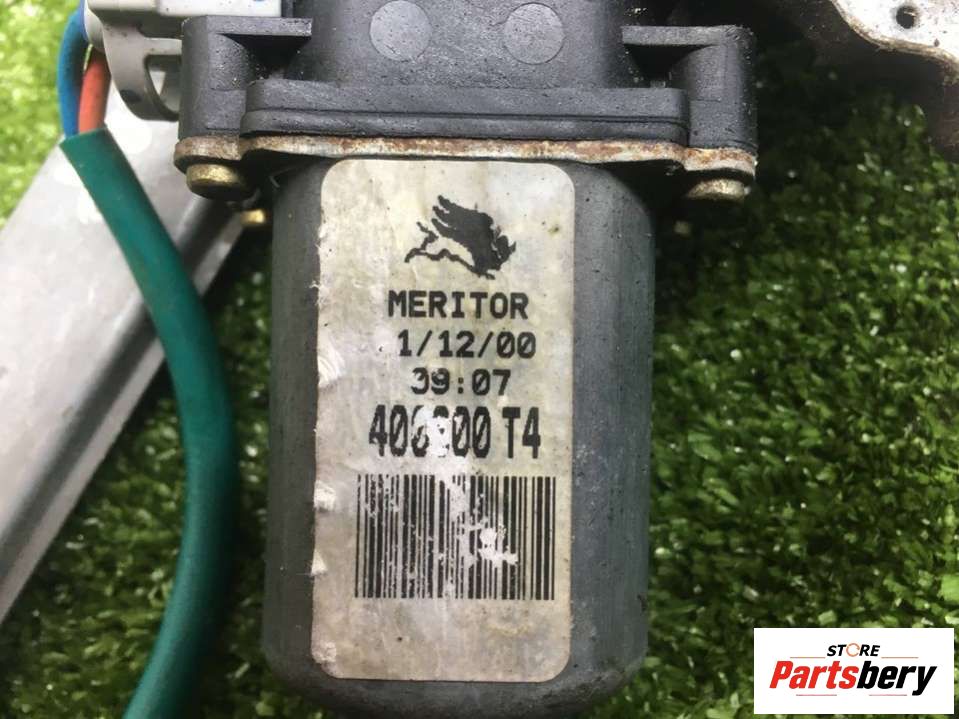 MERITOR
1/12/00
39:07
T4
STORE
Partsbery